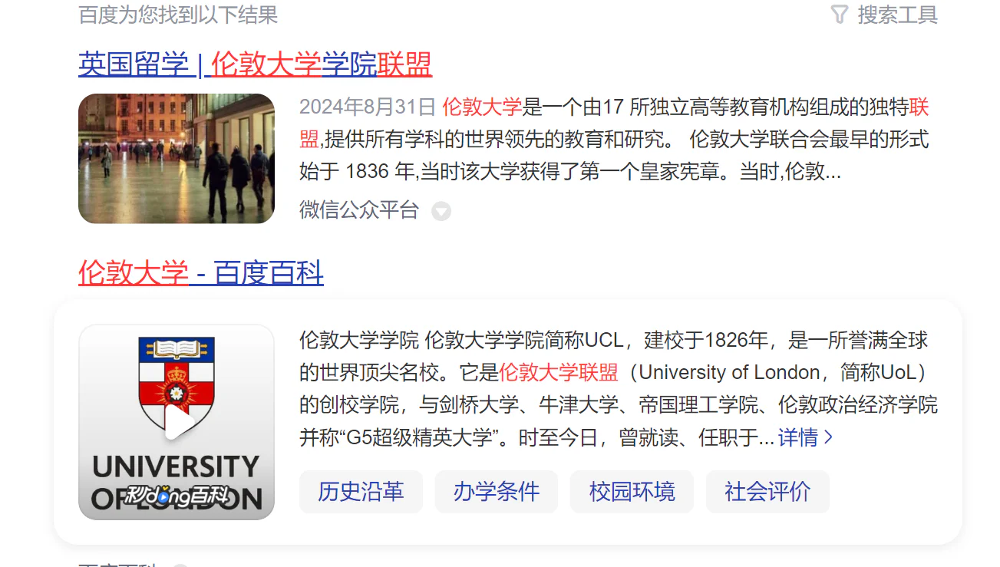 百度为您找到以下结果
搜索工具
英国留学 | 伦敦大学学院联盟
2024年8月31日 伦敦大学是一个由17 所独立高等教育机构组成的独特联
盟,提供所有学科的世界领先的教育和研究。 伦敦大学联合会最早的形式
始于 1836 年,当时该大学获得了第一个皇家宪章。当时,伦敦...
微信公众平台
伦敦大学 - 百度百科
伦敦大学学院 伦敦大学学院简称UCL，建校于1826年，是一所誉满全球
的世界顶尖名校。它是伦敦大学联盟（University of London，简称UoL）
的创校学院，与剑桥大学、牛津大学、帝国理工学院、伦敦政治经济学院
并称“G5超级精英大学”。时至今日，曾就读、任职于... 详情
UNIVERSITY
OF LONDON
秒dong百科
历史沿革
办学条件
校园环境
社会评价
百度百科